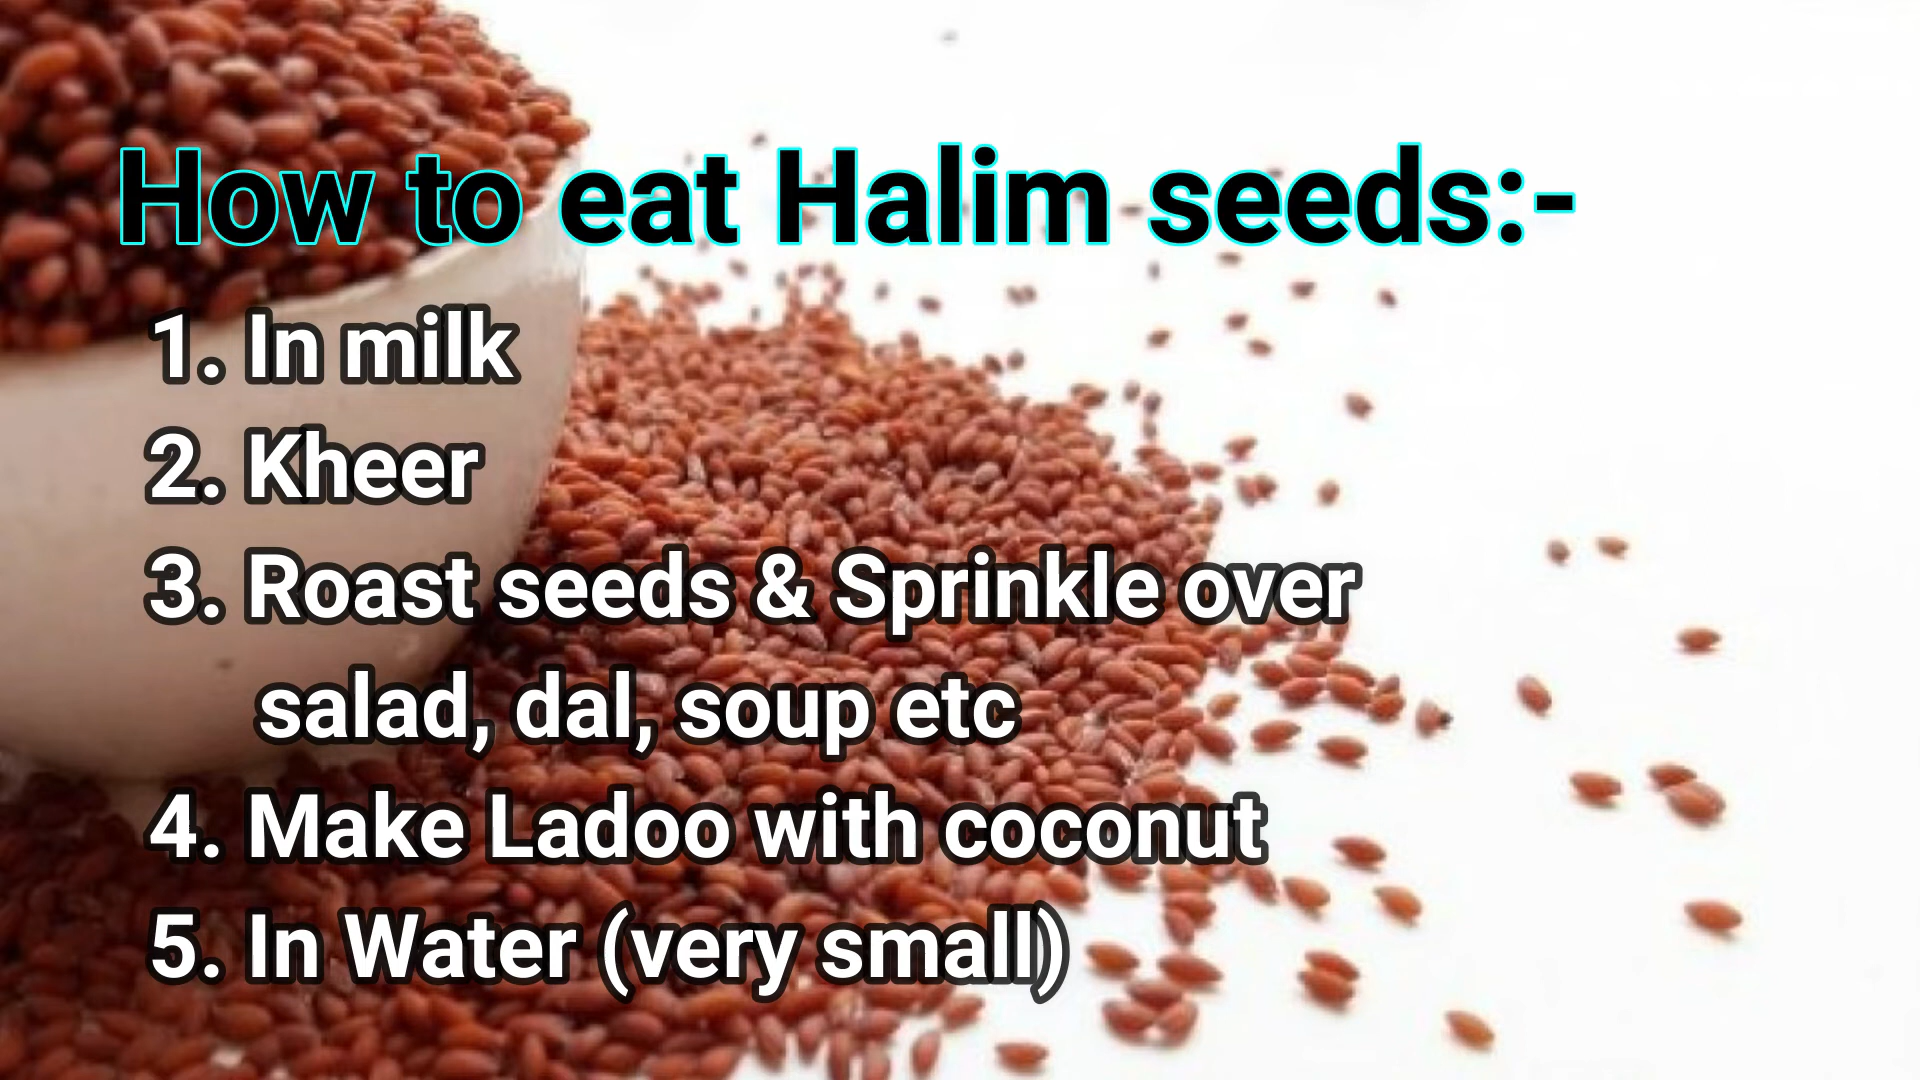 How to eat Halim seeds:-
1. In milk
2. Kheer
3. Roast seeds & Sprinkle over
salad, dal, soup etc
4. Make Ladoo with coconut
5. In Water (very small)